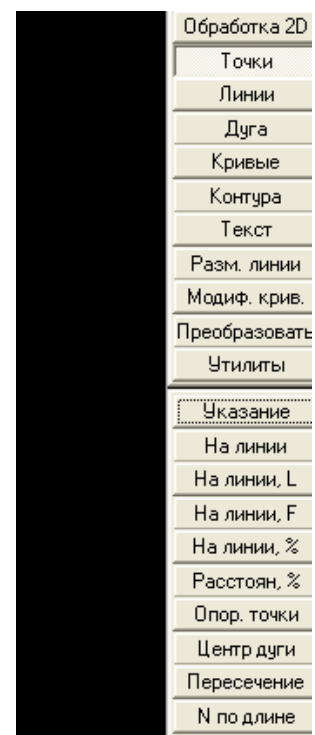 Обработка 2D
Точки
Линии
Дуга
Кривые
Контура
Текст
Разм. линии
Модиф. крив.
Преобразовать
Утилиты
Указание
На линии
На линии, L
На линии, F
На линии, %
Расстоян, %
Опор. точки
Центр дуги
Пересечение
N по длине